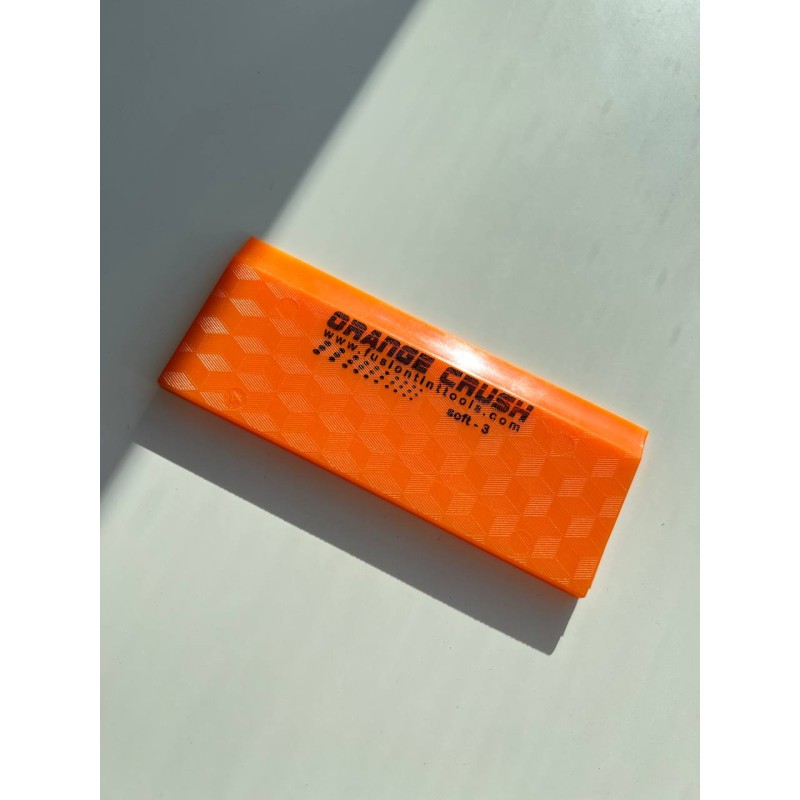 ORANGE CRUSH
www.fusiontinttools.com
soft - 3